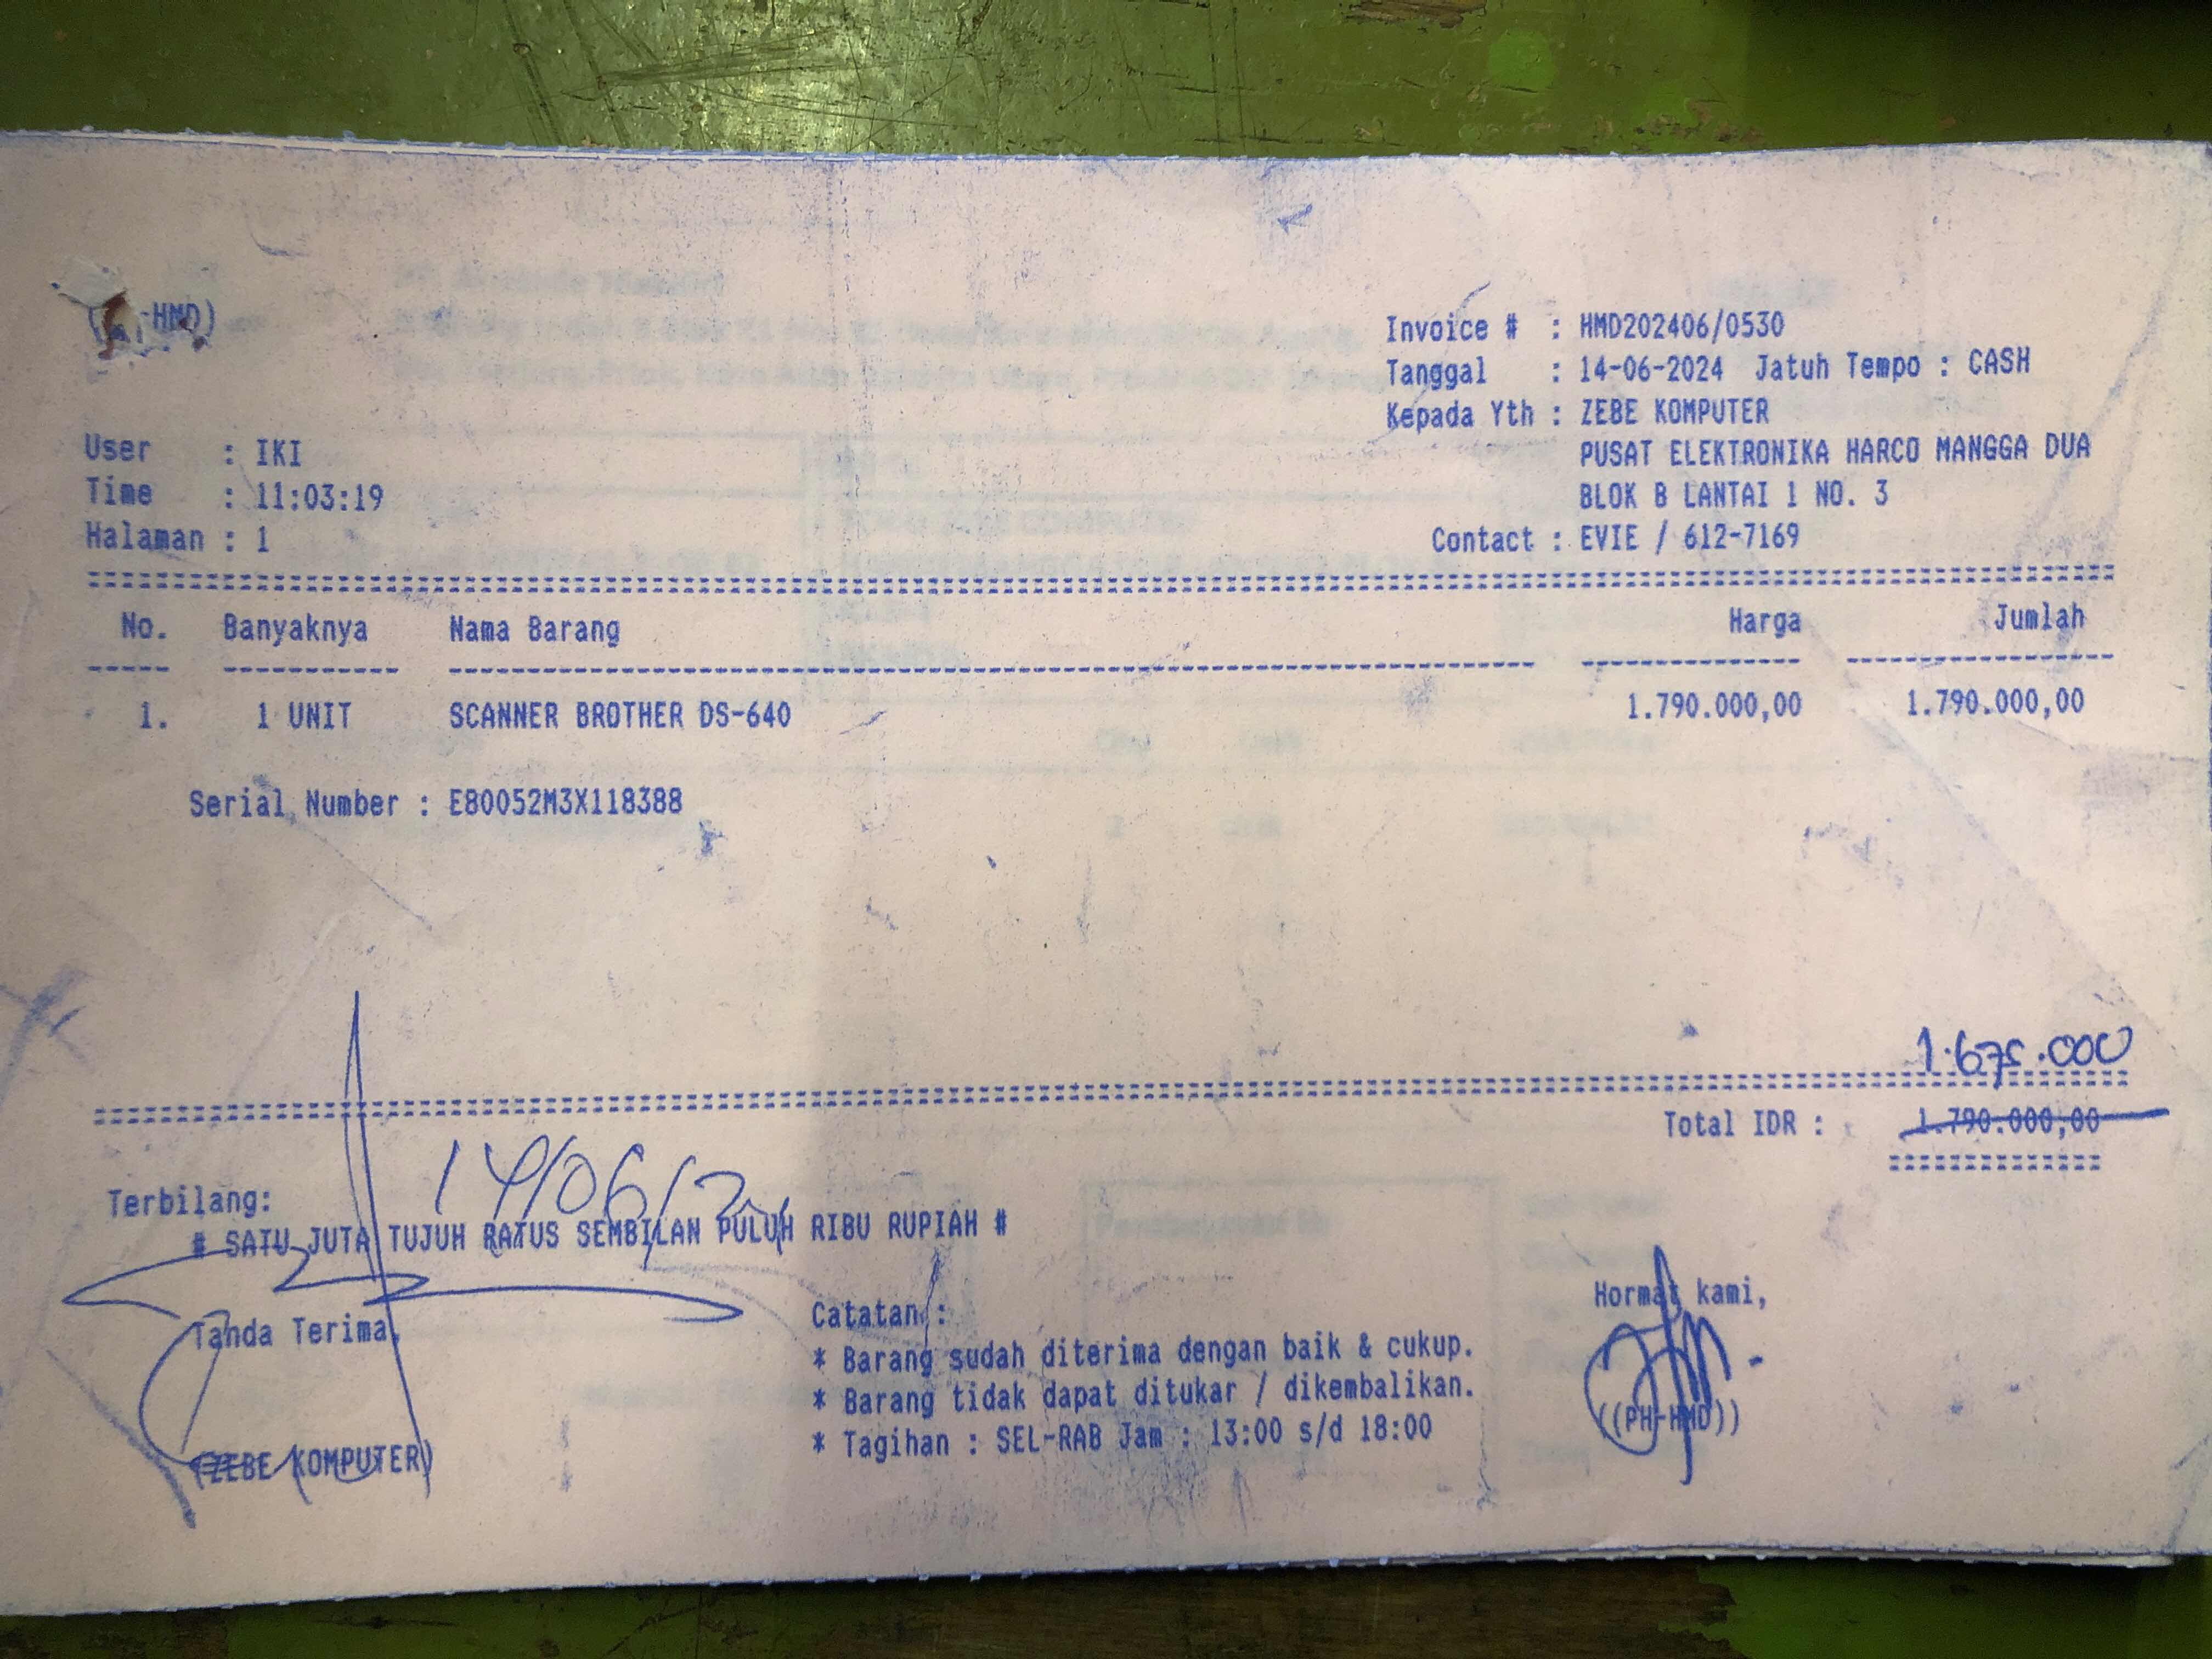 -HMD)
Invoice # : HMD202406/0530
Tanggal : 14-06-2024 Jatuh Tempo : CASH
Kepada Yth : ZEBE KOMPUTER
PUSAT ELEKTRONIKA HARCO MANGGA DUA
BLOK B LANTAI 1 NO. 3
Contact : EVIE / 612-7169
User : IKI
Time : 11:03:19
Halaman : 1
No. Banyaknya Nama Barang Harga Jumlah
1. 1 UNIT SCANNER BROTHER DS-640 1.790.000,00 1.790.000,00
Serial Number : E80052M3X118388
1.675.000
Total IDR : 1.790.000,00
14/06/24
Terbilang:
# SATU JUTA TUJUH RATUS SEMBILAN PULUH RIBU RUPIAH #
Tanda Terima,
(ZEBE KOMPUTER)
Catatan :
* Barang sudah diterima dengan baik & cukup.
* Barang tidak dapat ditukar / dikembalikan.
* Tagihan : SEL-RAB Jam : 13:00 s/d 18:00
Hormat kami,
((PH-HMD))